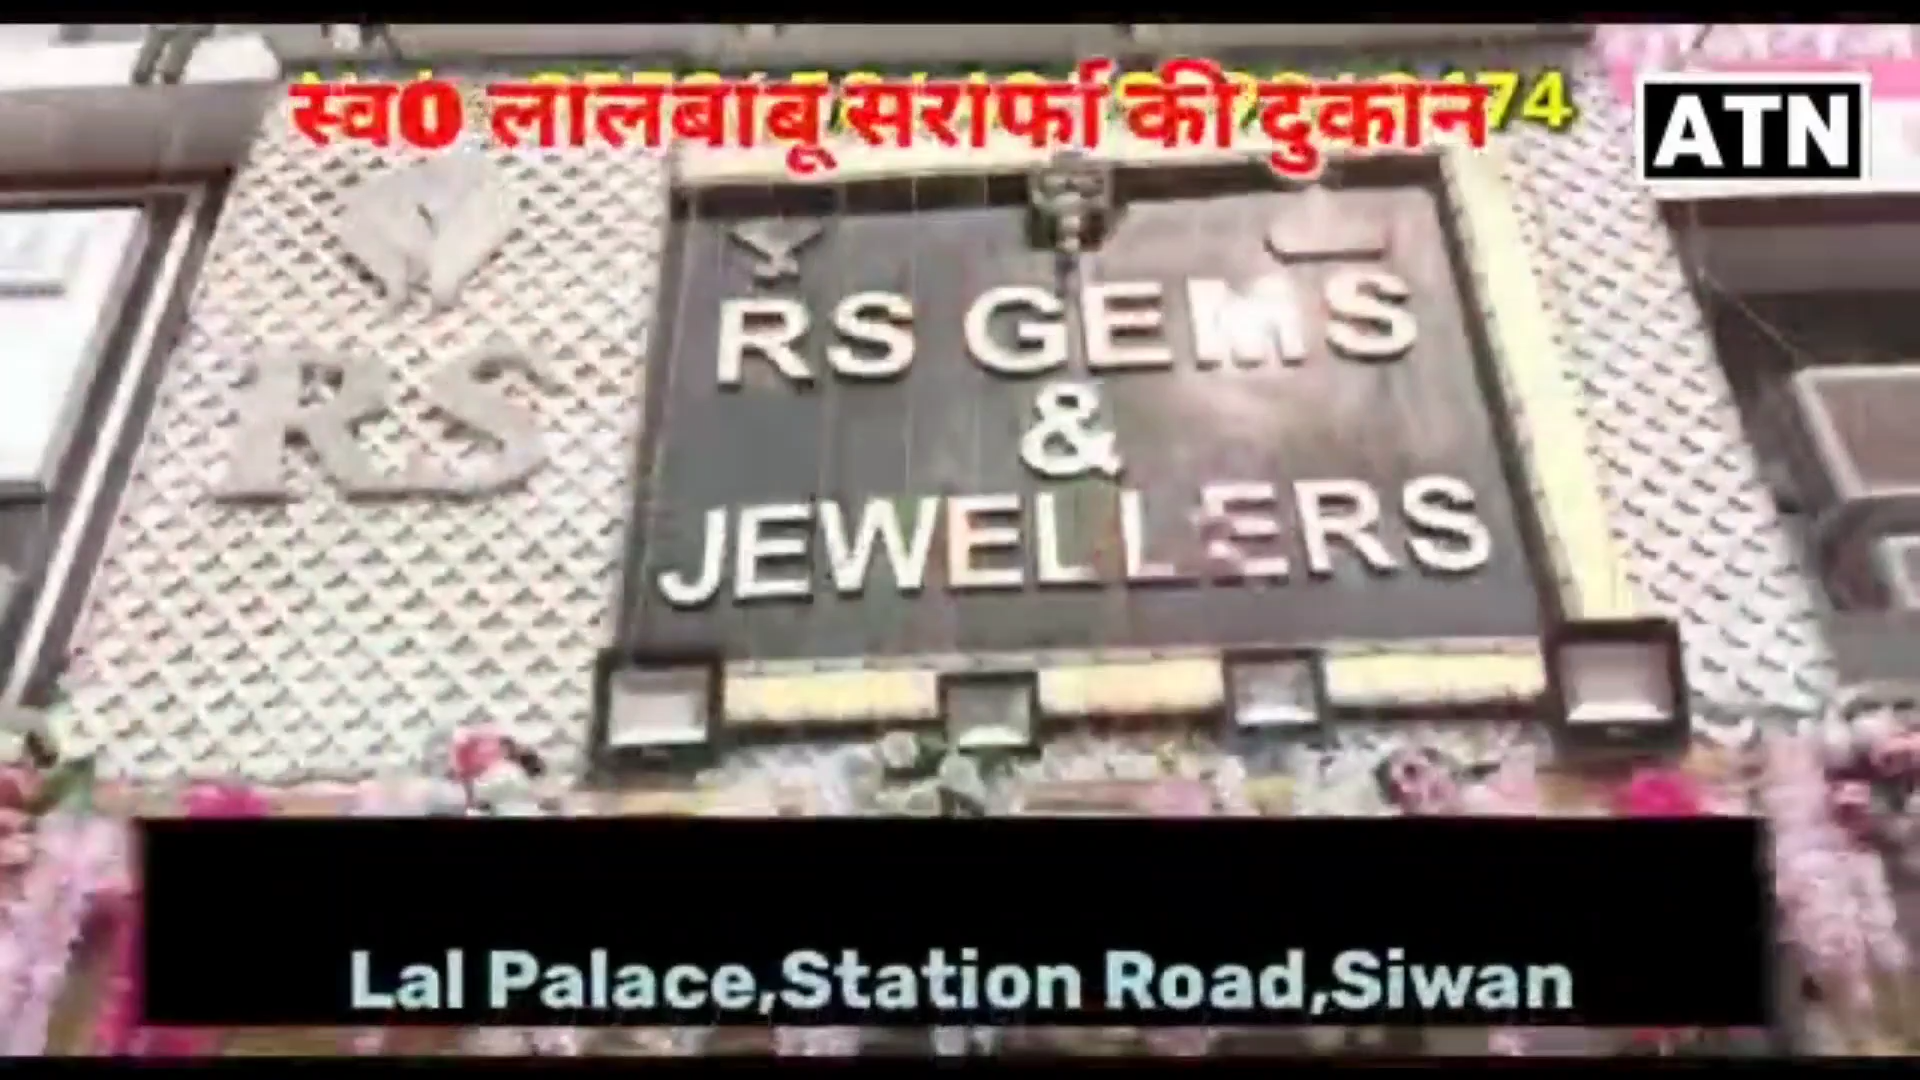 स्व0 लालबाबू सरार्फा की दुकान
ATN
RS GEMS
&
JEWELLERS
RS
Lal Palace,Station Road,Siwan